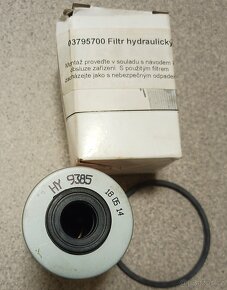 03795700 Filtr hydraulický
Montáž proveďte v souladu s návodem
obsluze zařízení. S použitým filtrem
zacházejte jako s nebezpečným odpadem
HY 9385
18 05 14